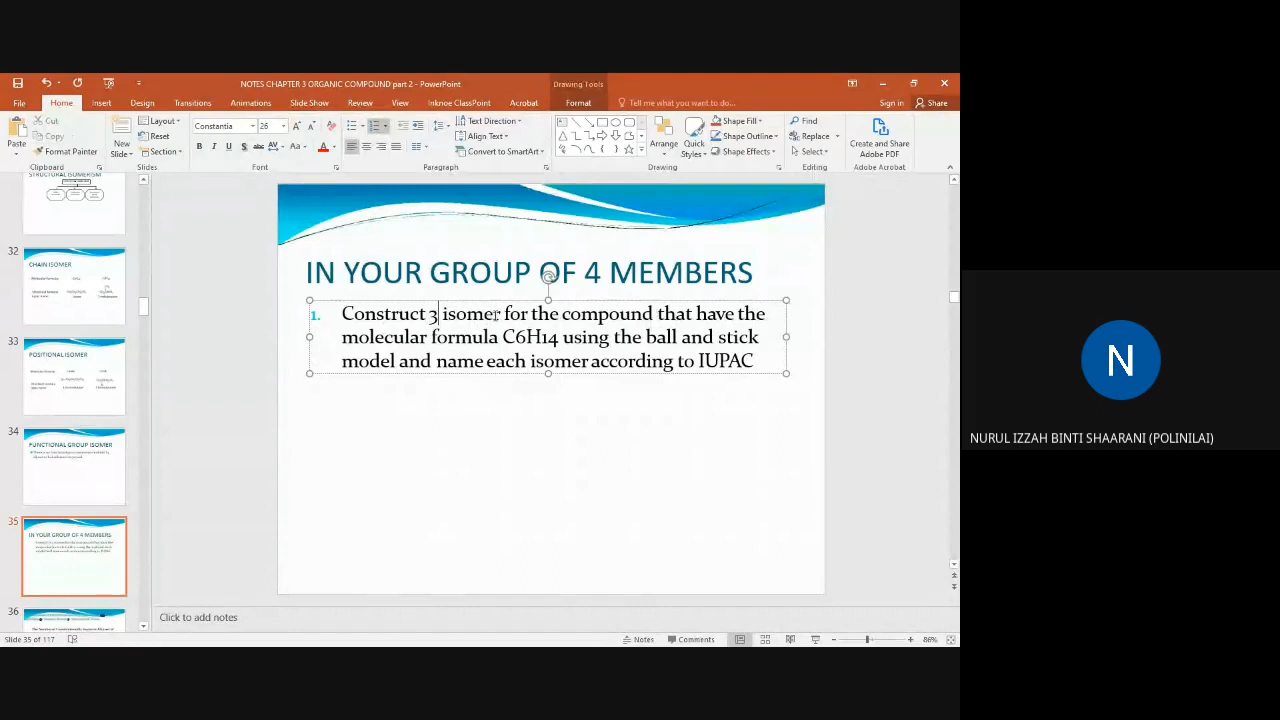 NOTES CHAPTER 3 ORGANIC COMPOUND part 2 - PowerPoint
Drawing Tools
File Home Insert Design Transitions Animations Slide Show Review View Inknoe ClassPoint Acrobat Format Tell me what you want to do... Sign in Share
Cut
Copy
Format Painter
Paste
Clipboard
New
Slide
Layout
Reset
Section
Slides
Constantia 26
B I U S abc AV Aa A
Font
Text Direction
Align Text
Convert to SmartArt
Paragraph
Arrange
Quick
Styles
Shape Fill
Shape Outline
Shape Effects
Drawing
Find
Replace
Select
Editing
Create and Share
Adobe PDF
Adobe Acrobat
STRUCTURAL ISOMERISM
32
CHAIN ISOMER
33
POSITIONAL ISOMER
34
FUNCTIONAL GROUP ISOMER
35
IN YOUR GROUP OF 4 MEMBERS
36
IN YOUR GROUP OF 4 MEMBERS
1. Construct 3 isomer for the compound that have the
molecular formula C6H14 using the ball and stick
model and name each isomer according to IUPAC
Click to add notes
Slide 35 of 117
Notes
Comments
86%
N
NURUL IZZAH BINTI SHAARANI (POLINILAI)